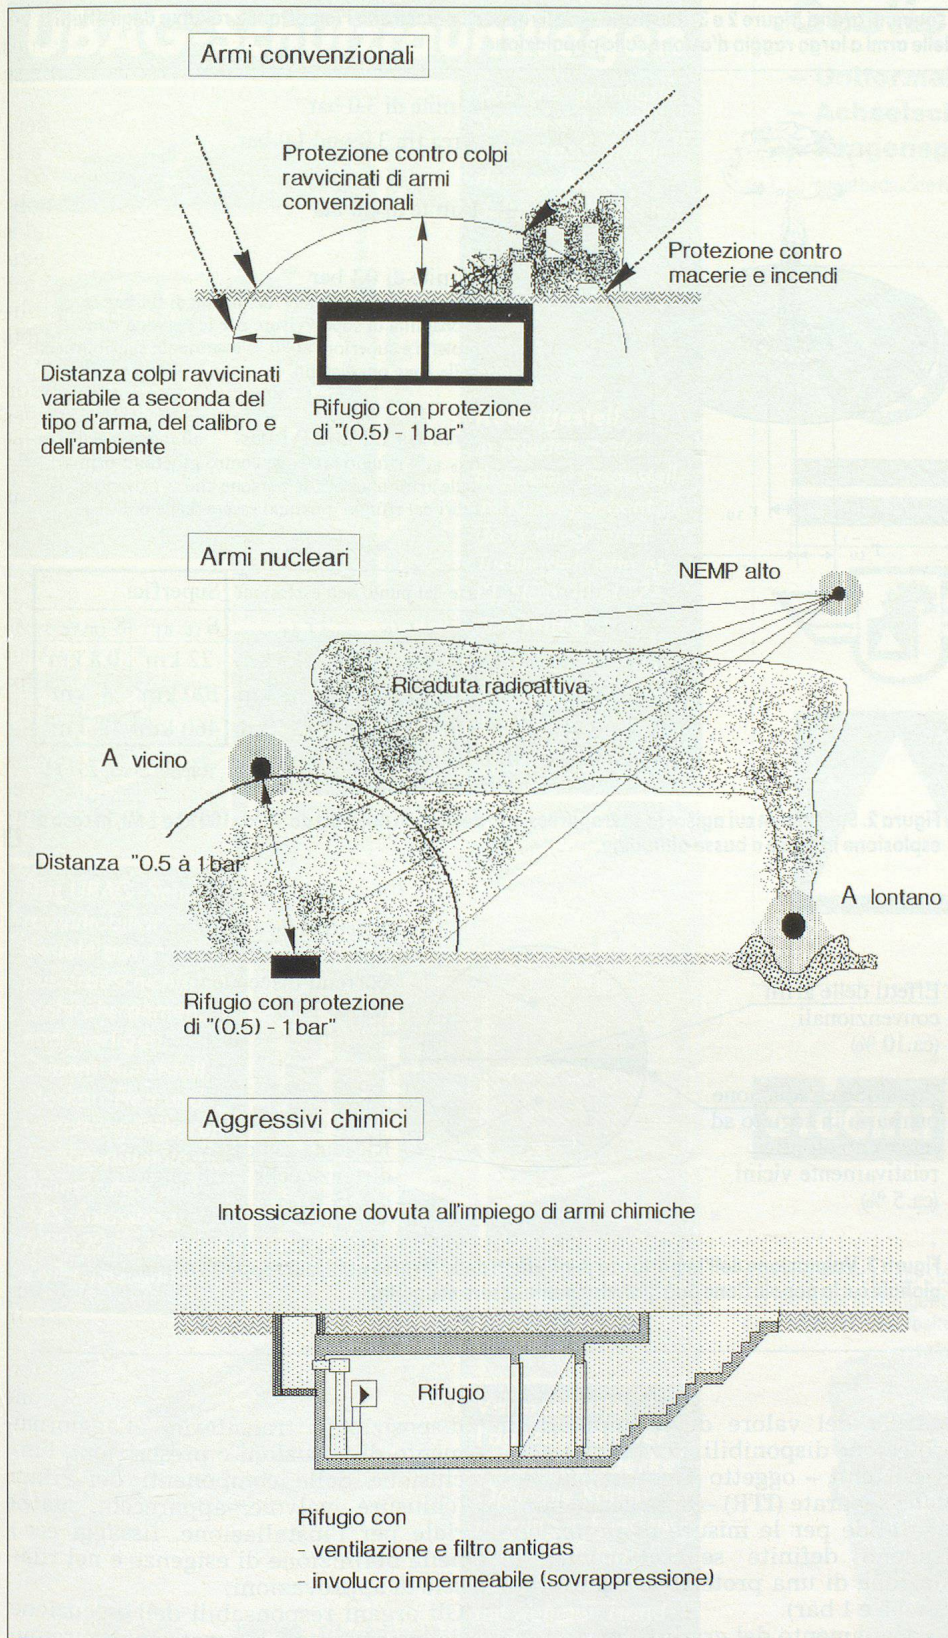 Armi convenzionali
Protezione contro colpi
ravvicinati di armi
convenzionali
Protezione contro
macerie e incendi
Distanza colpi ravvicinati
variabile a seconda del
tipo d'arma, del calibro e
dell'ambiente
Rifugio con protezione
di "(0.5) - 1 bar"
Armi nucleari
NEMP alto
Ricaduta radioattiva
A vicino
Distanza "0.5 à 1 bar"
A lontano
Rifugio con protezione
di "(0.5) - 1 bar"
Aggressivi chimici
Intossicazione dovuta all'impiego di armi chimiche
Rifugio
Rifugio con
- ventilazione e filtro antigas
- involucro impermeabile (sovrappressione)